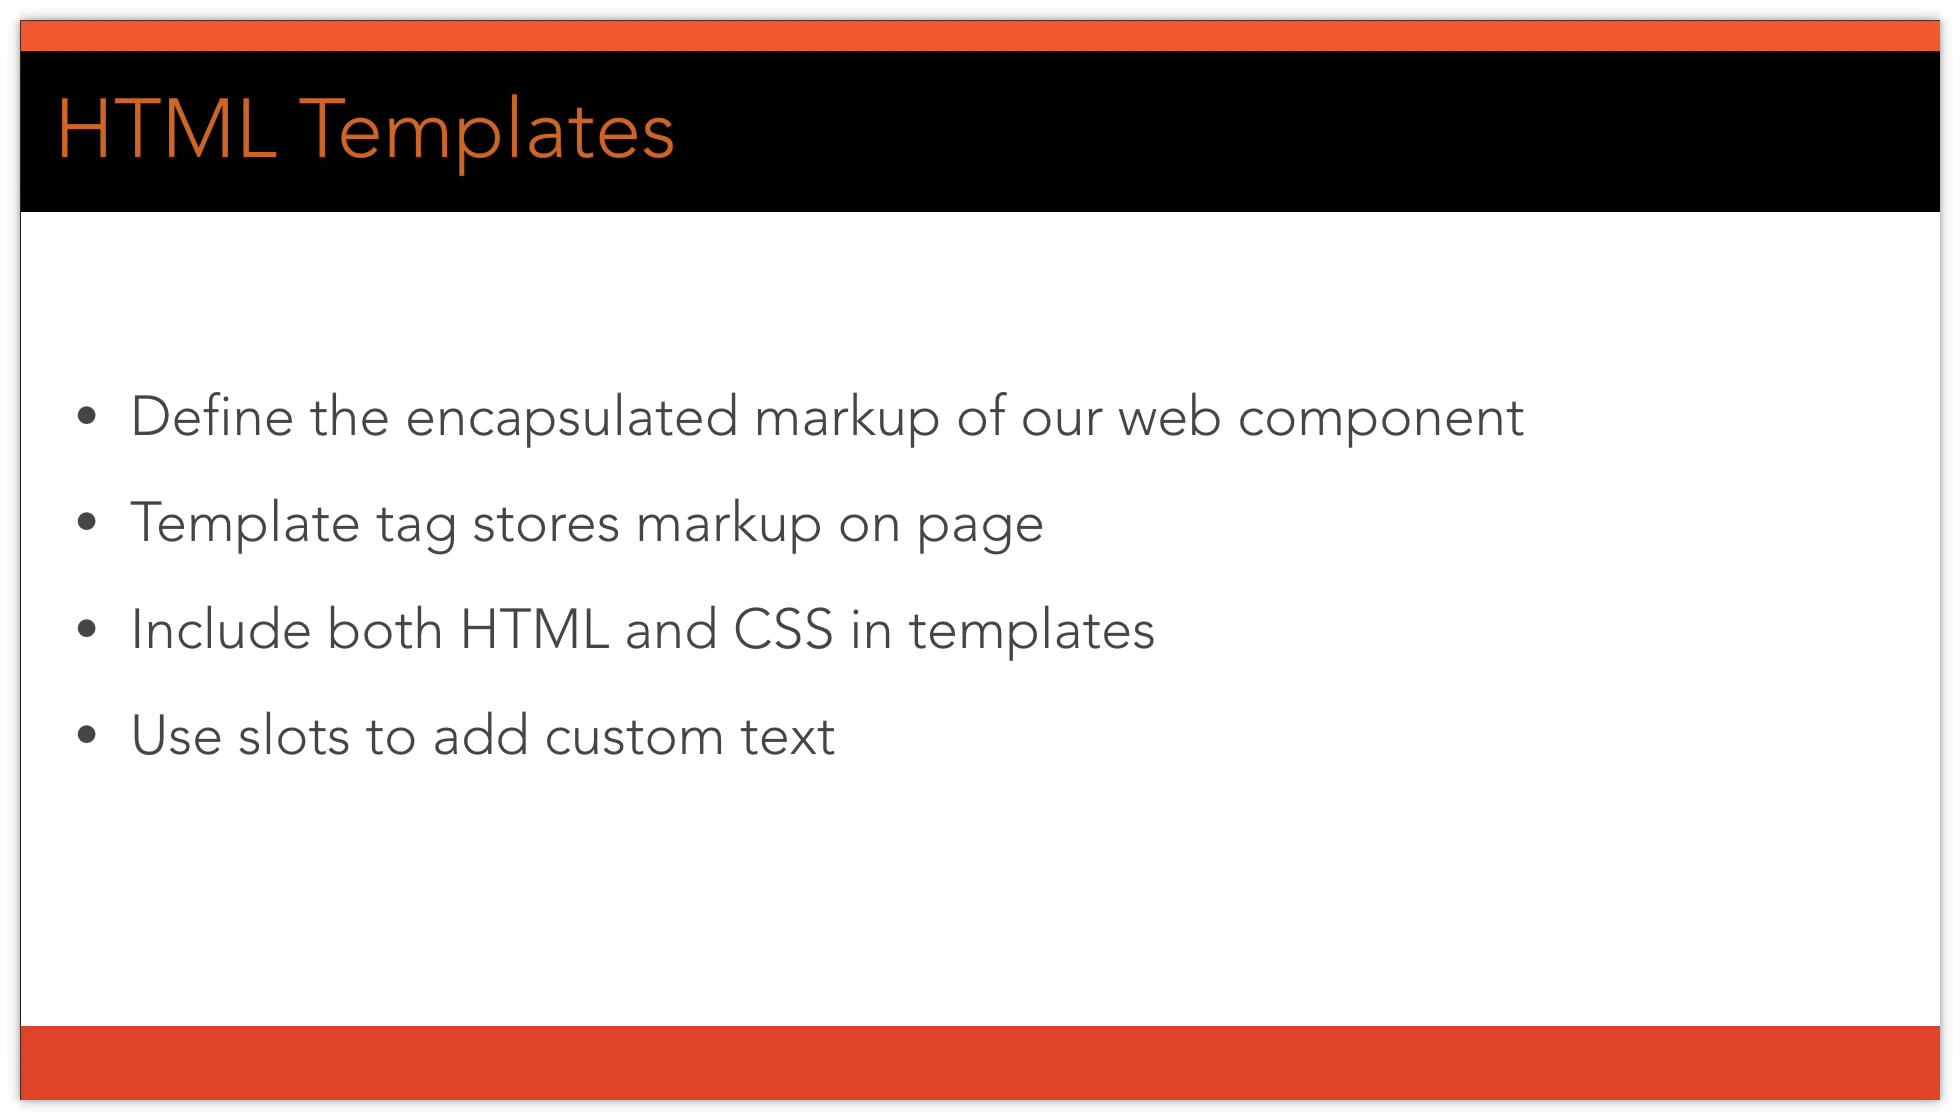 HTML Templates
• Define the encapsulated markup of our web component
• Template tag stores markup on page
• Include both HTML and CSS in templates
• Use slots to add custom text